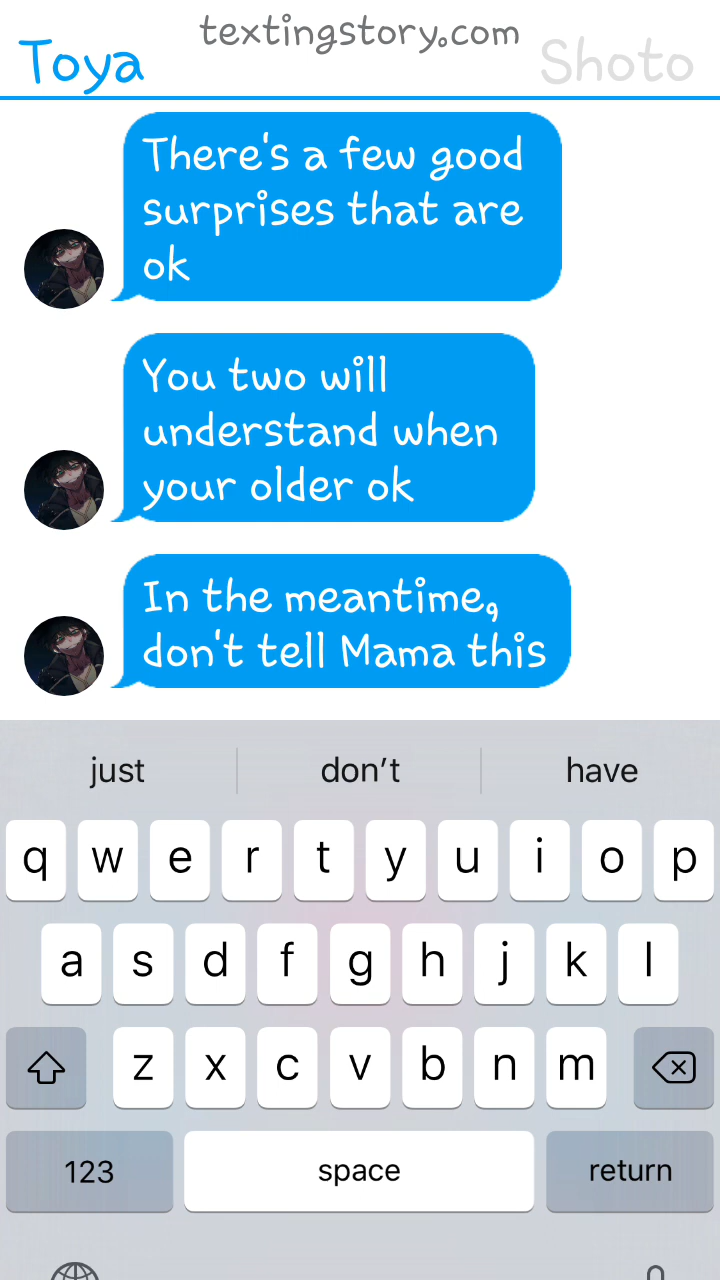 textingstory.com
Toya
Shoto
There's a few good
surprises that are
ok
You two will
understand when
your older ok
In the meantime,
don't tell Mama this
just don't have
q w e r t y u i o p
a s d f g h j k l
z x c v b n m
123 space return